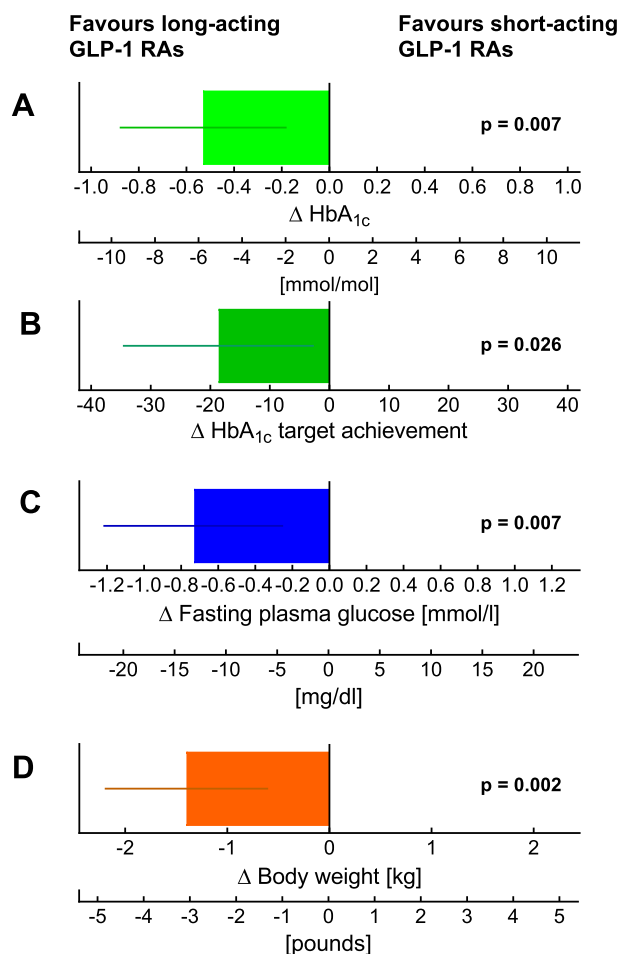 Favours long-acting GLP-1 RAs
Favours short-acting GLP-1 RAs
A
p = 0.007
-1.0 -0.8 -0.6 -0.4 -0.2 0.0 0.2 0.4 0.6 0.8 1.0
Δ HbA1c
-10 -8 -6 -4 -2 0 2 4 6 8 10
[mmol/mol]
B
p = 0.026
-40 -30 -20 -10 0 10 20 30 40
Δ HbA1c target achievement
C
p = 0.007
-1.2 -1.0 -0.8 -0.6 -0.4 -0.2 0.0 0.2 0.4 0.6 0.8 1.0 1.2
Δ Fasting plasma glucose [mmol/l]
-20 -15 -10 -5 0 5 10 15 20
[mg/dl]
D
p = 0.002
-2 -1 0 1 2
Δ Body weight [kg]
-5 -4 -3 -2 -1 0 1 2 3 4 5
[pounds]